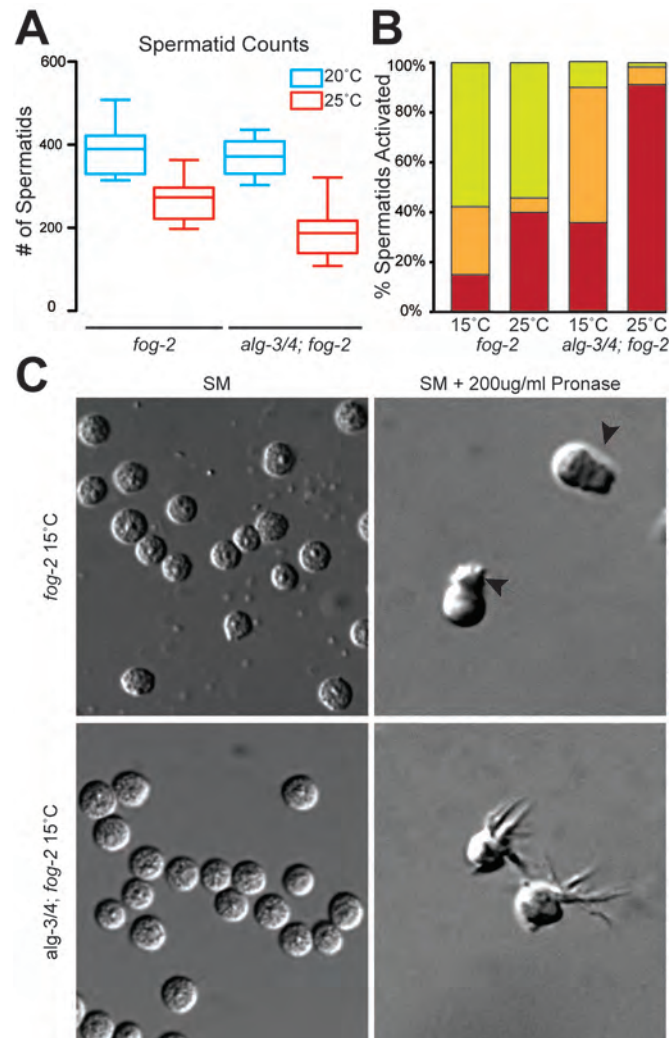 A
Spermatid Counts
600
400
200
0
# of Spermatids
20˚C
25˚C
fog-2
alg-3/4; fog-2
B
100%
80%
60%
40%
20%
0%
% Spermatids Activated
15˚C 25˚C 15˚C 25˚C
fog-2
alg-3/4; fog-2
C
SM
SM + 200ug/ml Pronase
fog-2 15˚C
alg-3/4; fog-2 15˚C